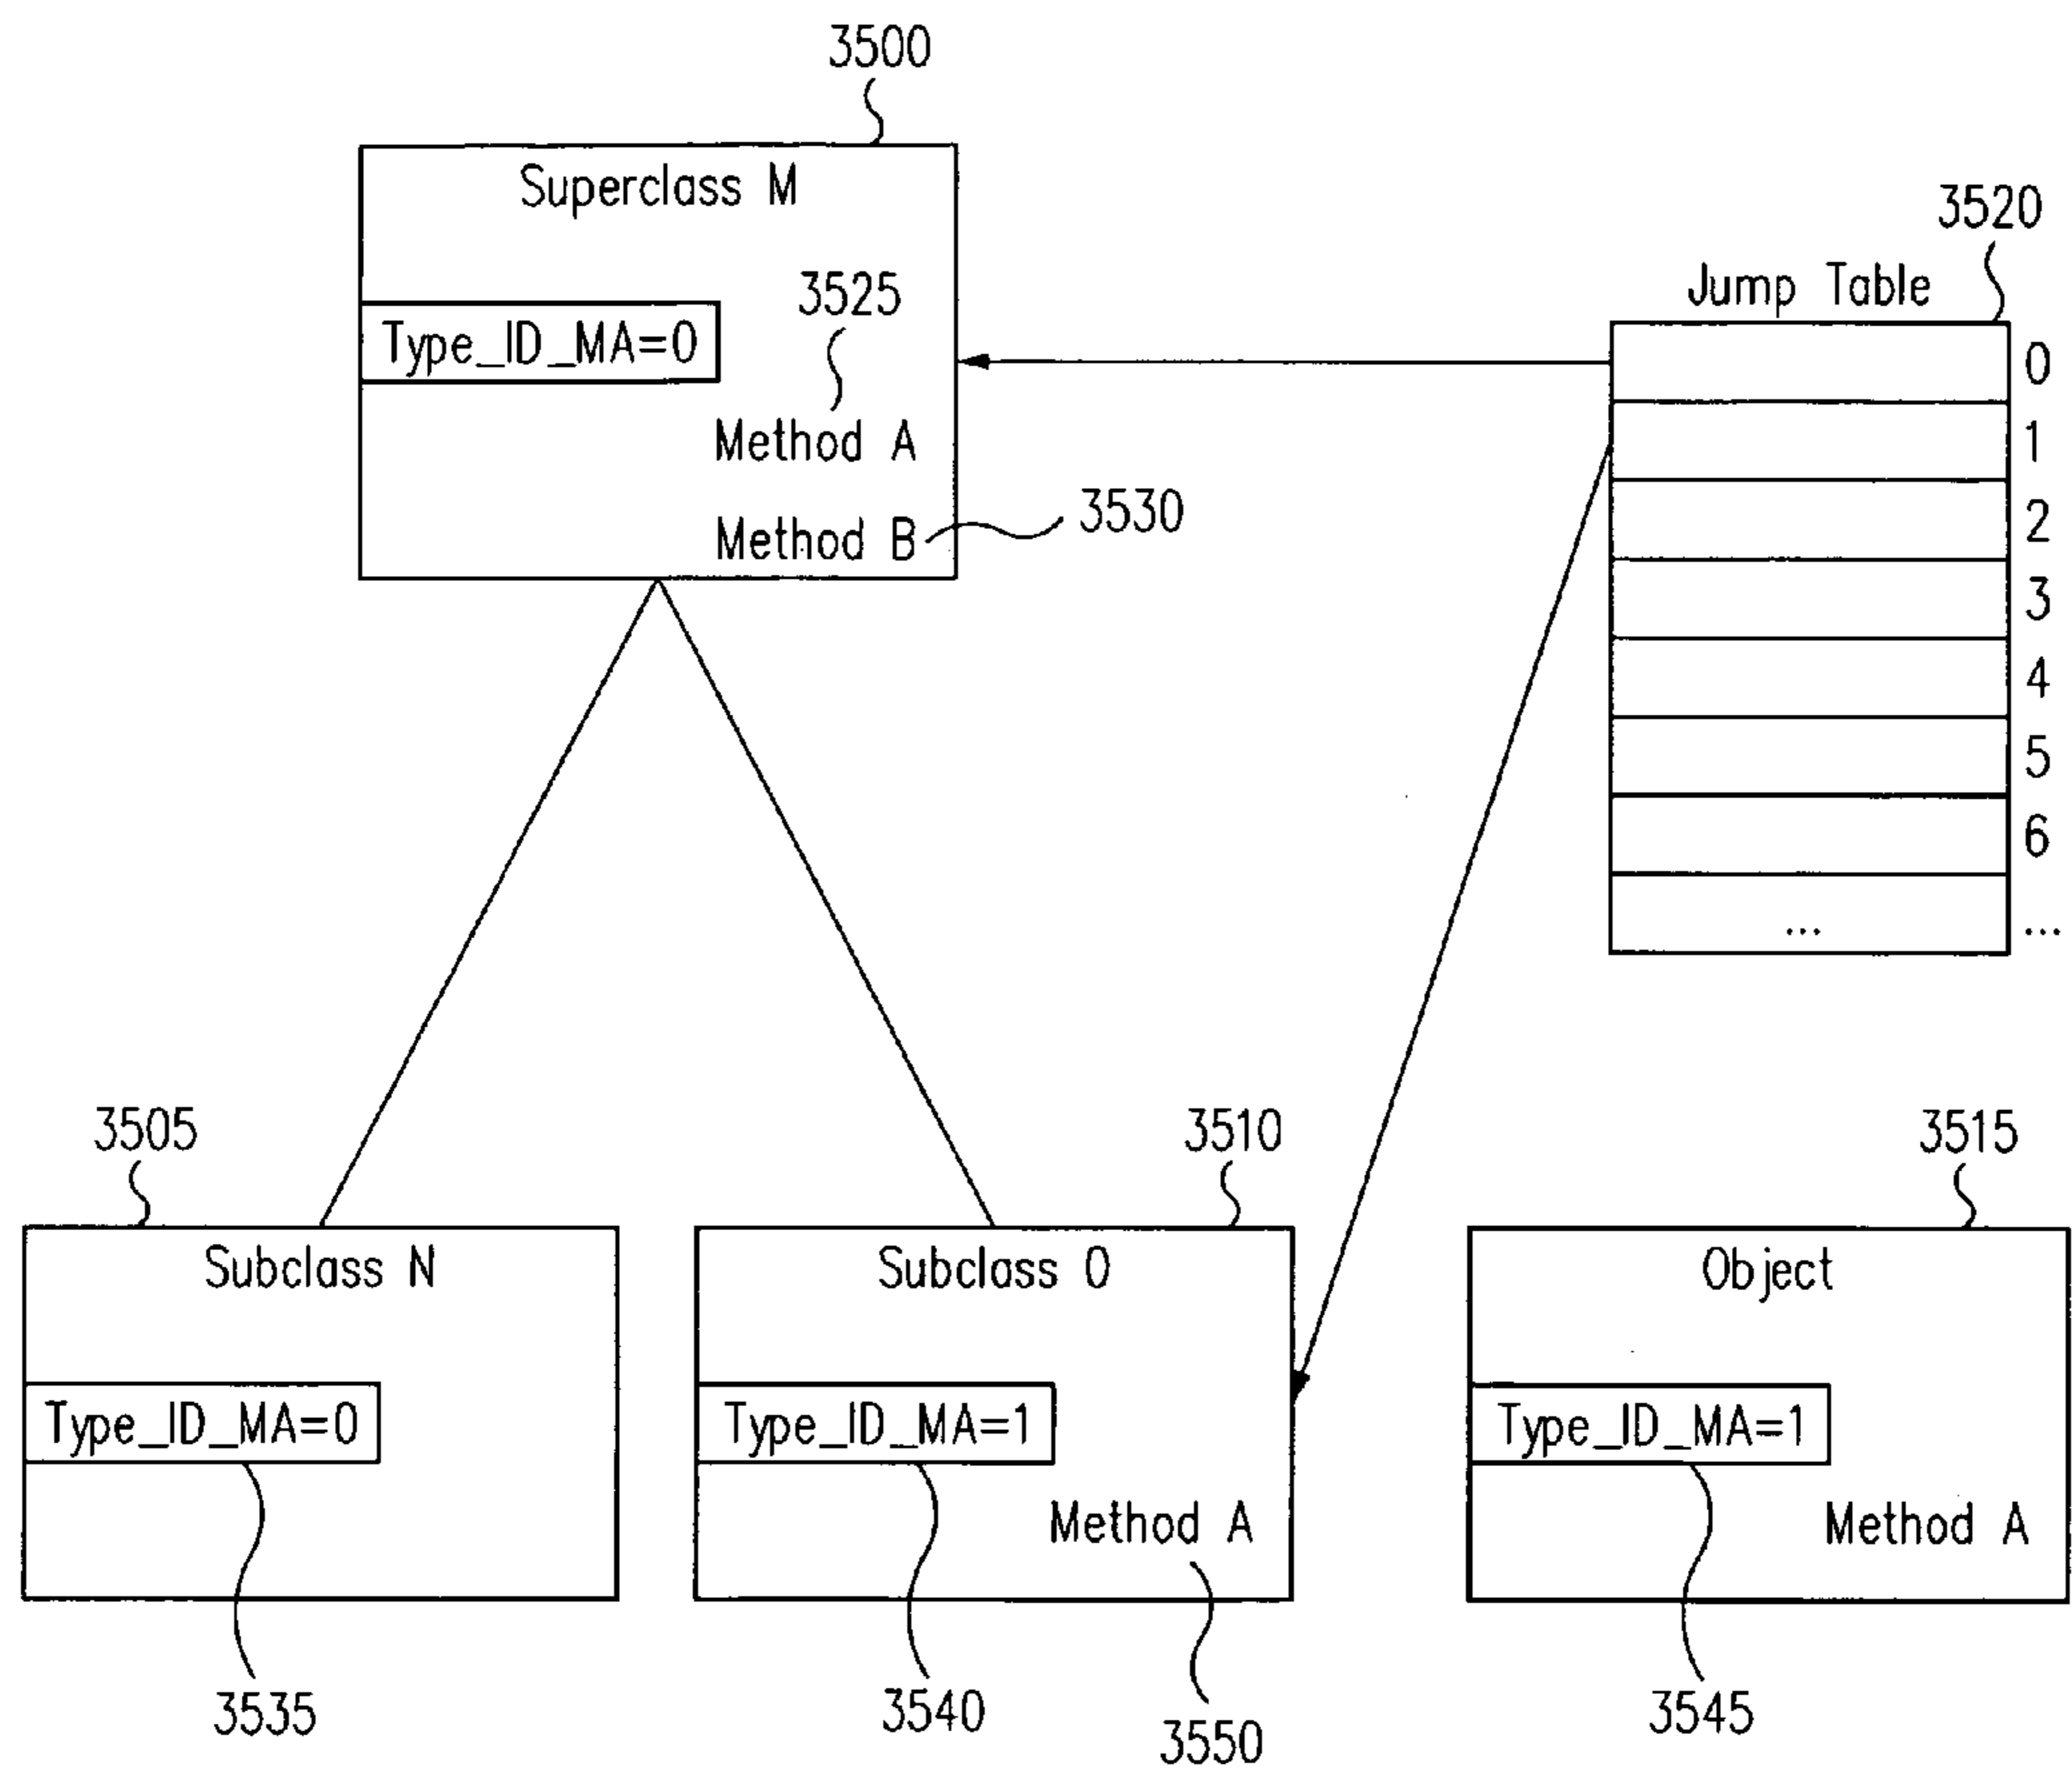 3500
Superclass M
3520
3525
Jump Table
Type_ID_MA=0
0
Method A
1
3530
Method B
2
3
4
5
6
...
...
3505
3510
3515
Subclass N
Subclass O
Object
Type_ID_MA=0
Type_ID_MA=1
Type_ID_MA=1
Method A
Method A
3535
3540
3550
3545